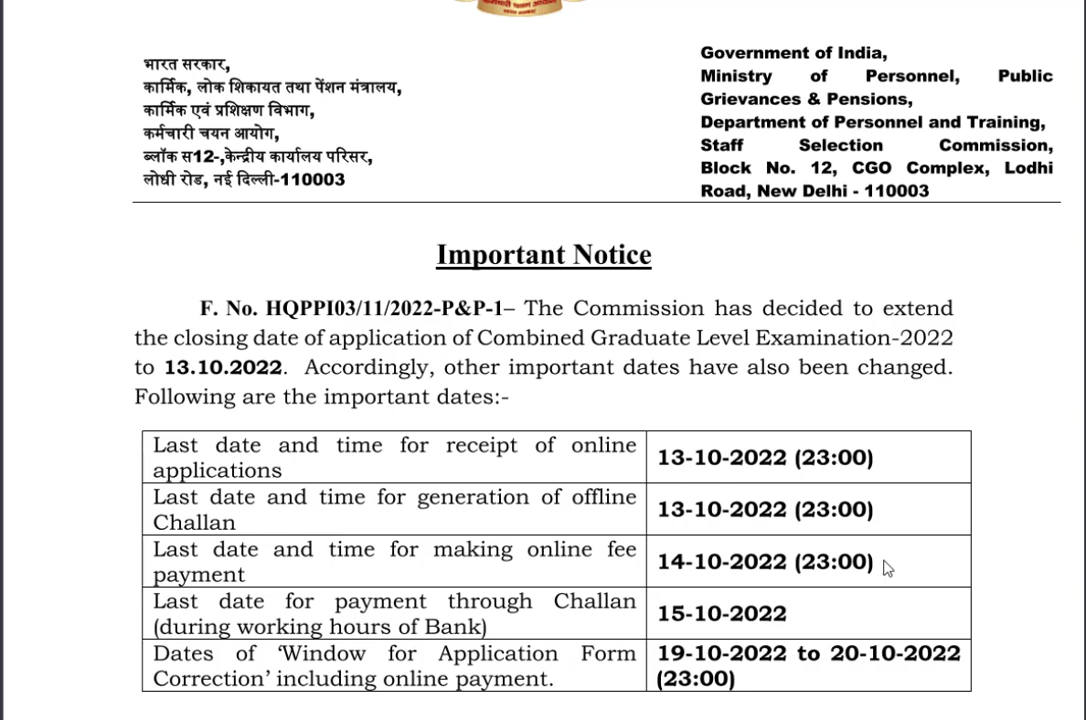 कर्मचारी चयन आयोग
भारत सरकार,
कार्मिक, लोक शिकायत तथा पेंशन मंत्रालय,
कार्मिक एवं प्रशिक्षण विभाग,
कर्मचारी चयन आयोग,
ब्लॉक स12-,केन्द्रीय कार्यालय परिसर,
लोधी रोड, नई दिल्ली-110003
Government of India,
Ministry of Personnel, Public
Grievances & Pensions,
Department of Personnel and Training,
Staff Selection Commission,
Block No. 12, CGO Complex, Lodhi
Road, New Delhi - 110003
Important Notice
F. No. HQPPI03/11/2022-P&P-1– The Commission has decided to extend
the closing date of application of Combined Graduate Level Examination-2022
to 13.10.2022. Accordingly, other important dates have also been changed.
Following are the important dates:-
Last date and time for receipt of online
applications
13-10-2022 (23:00)
Last date and time for generation of offline
Challan
13-10-2022 (23:00)
Last date and time for making online fee
payment
14-10-2022 (23:00)
Last date for payment through Challan
(during working hours of Bank)
15-10-2022
Dates of ‘Window for Application Form
Correction’ including online payment.
19-10-2022 to 20-10-2022
(23:00)